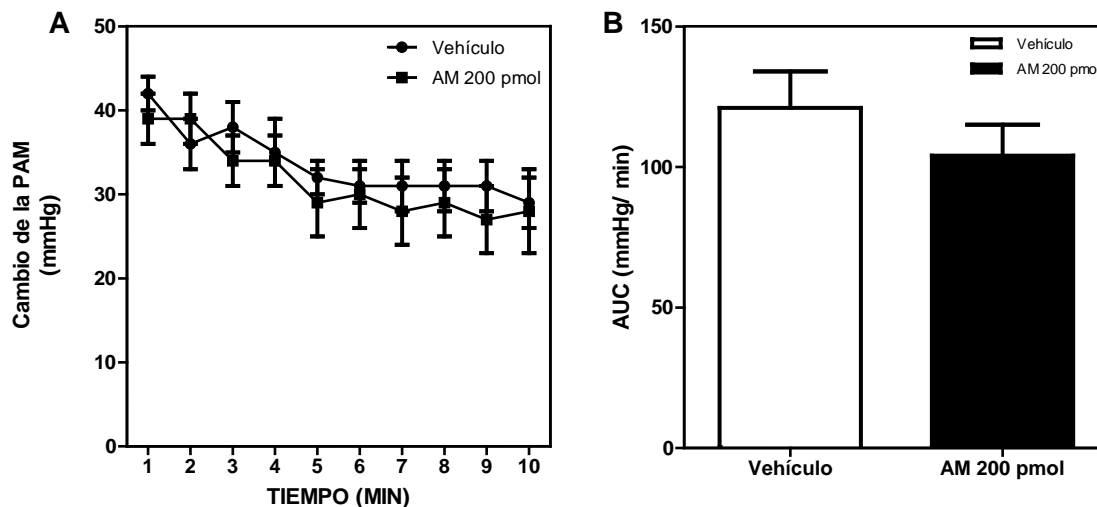 A
50
40
30
20
10
0
Cambio de la PAM
(mmHg)
Vehículo
AM 200 pmol
1 2 3 4 5 6 7 8 9 10
TIEMPO (MIN)
B
150
100
50
0
AUC (mmHg/ min)
Vehículo
AM 200 pmol
Vehículo AM 200 pmol